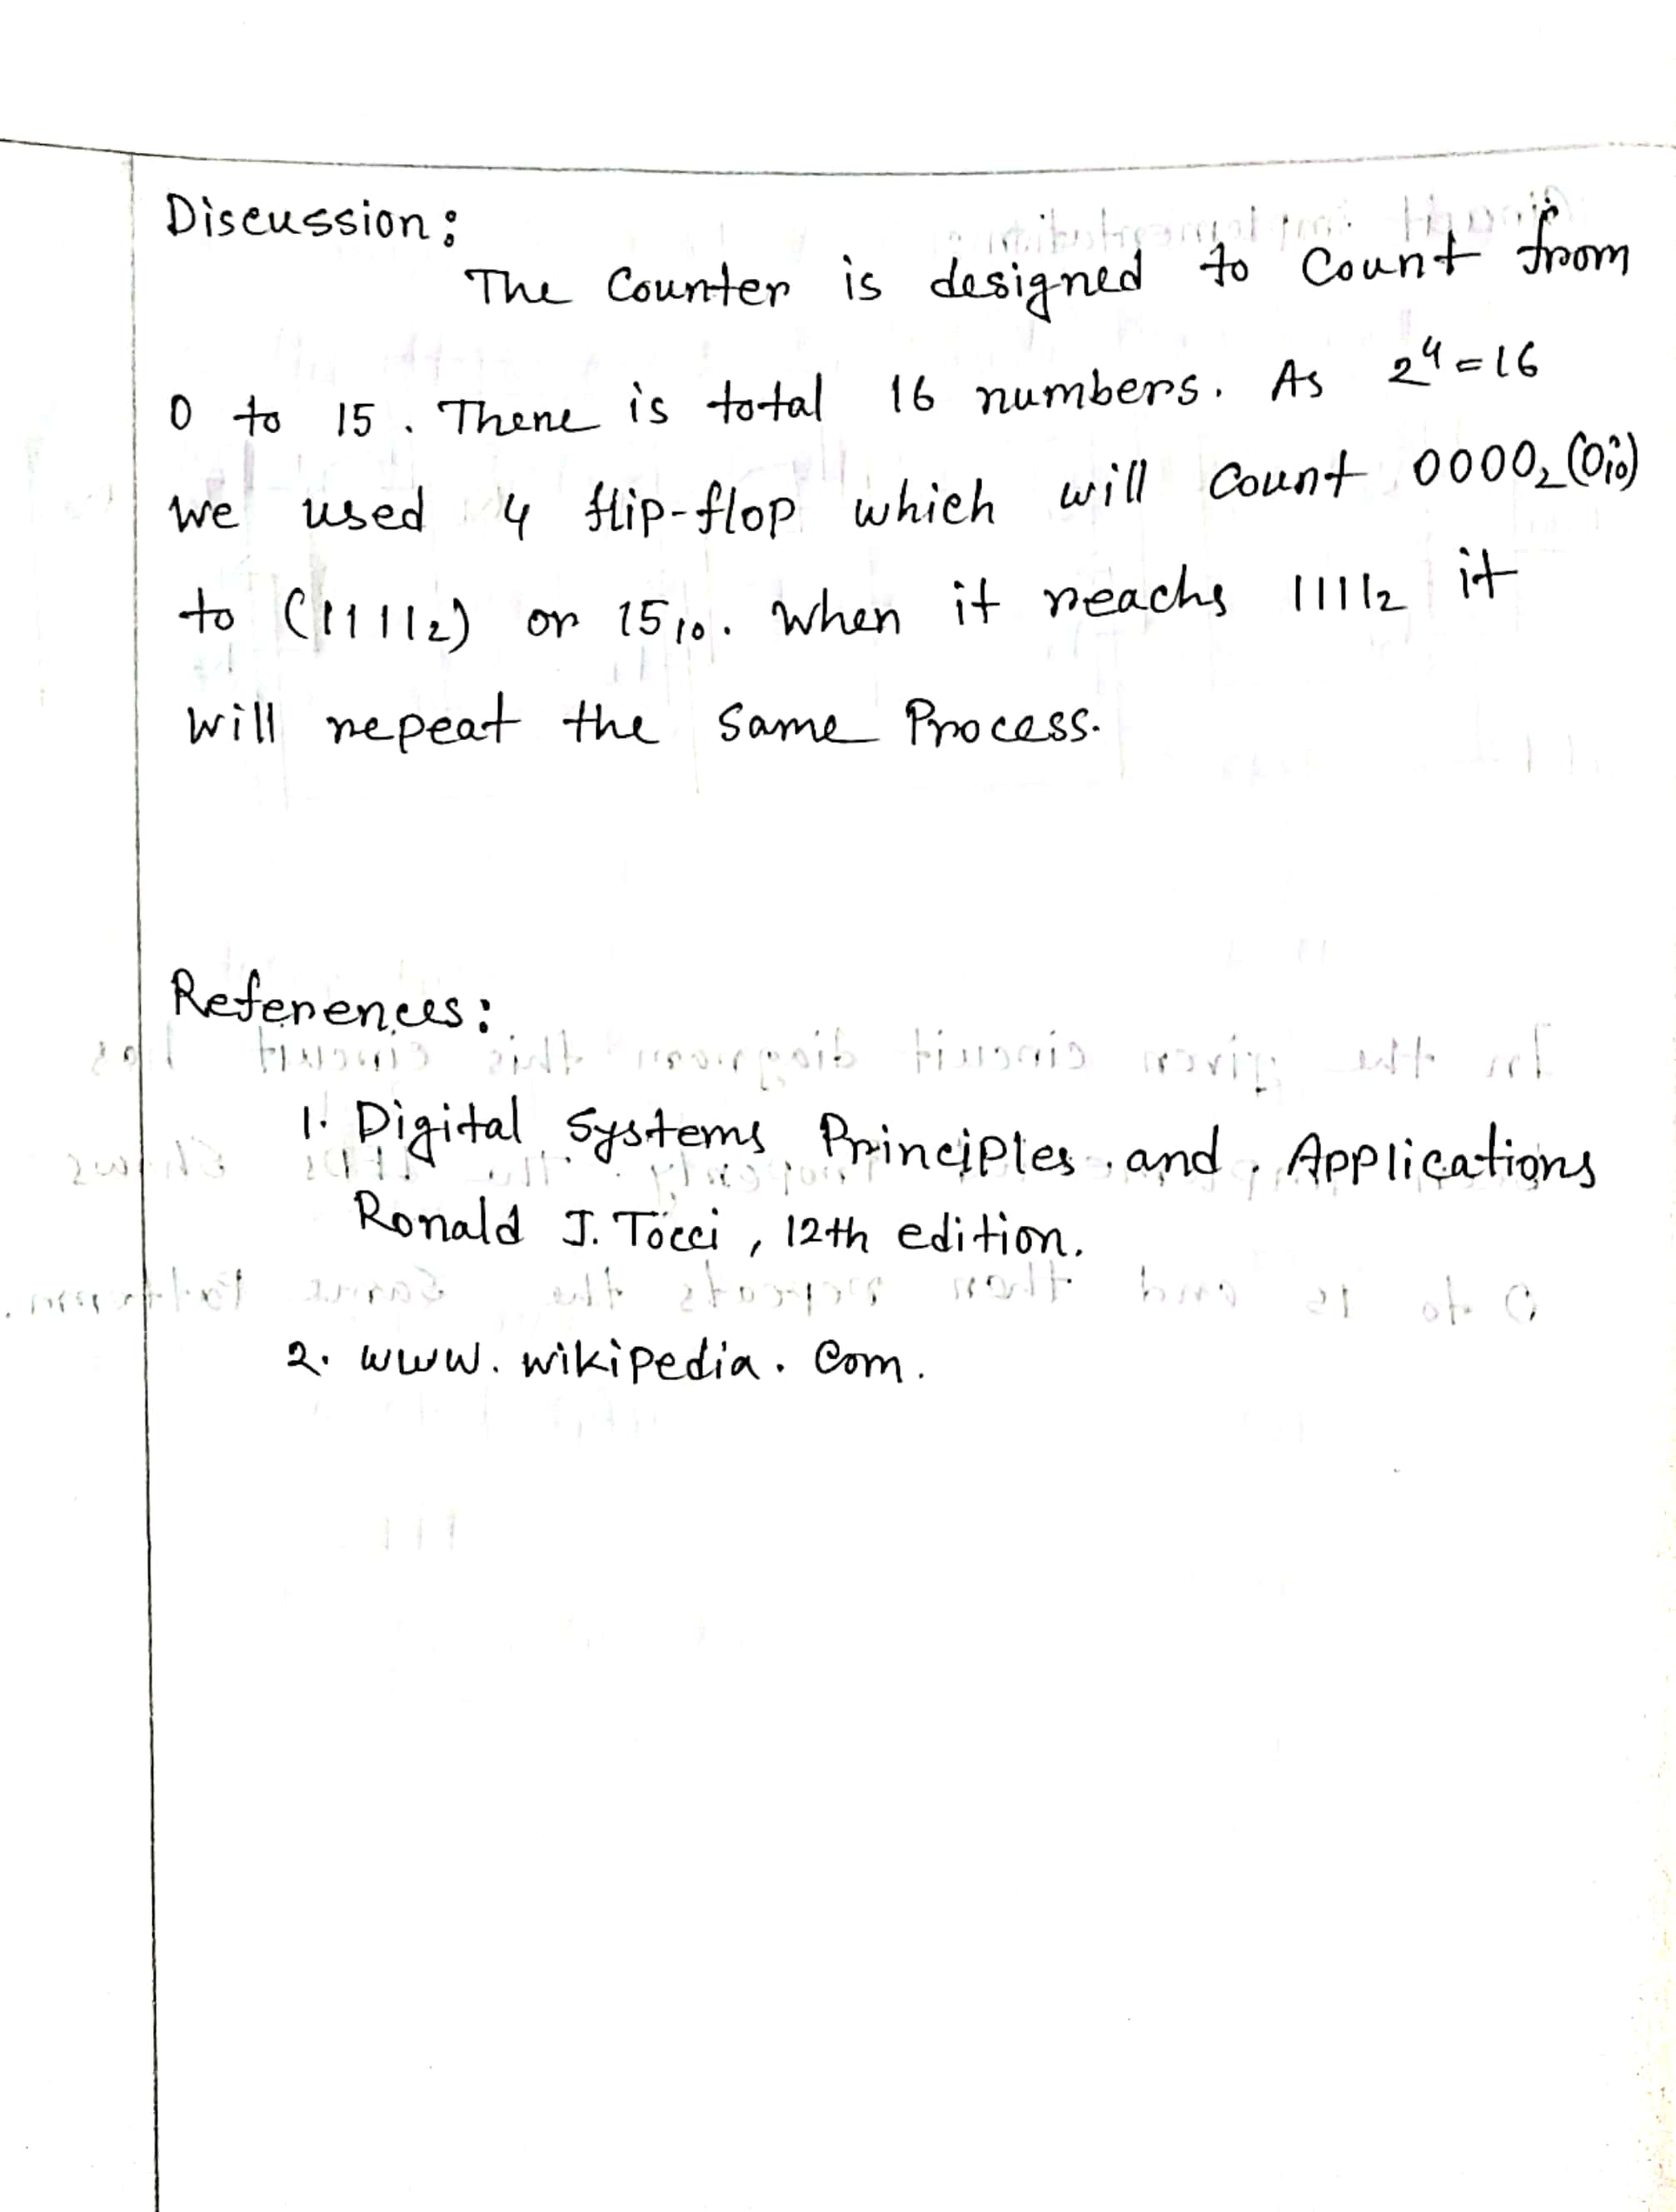 Discussion:
The Counter is designed to Count from
0 to 15. There is total 16 numbers. As 2⁴=16
we used 4 flip-flop which will Count 0000₂(0₁₀)
to (1111₂) or 15₁₀. When it reachs 1111₂ it
will repeat the Same Process.
References:
1. Digital Systems Principles and Applications
Ronald J. Tocci, 12th edition.
2. www.wikipedia.Com.